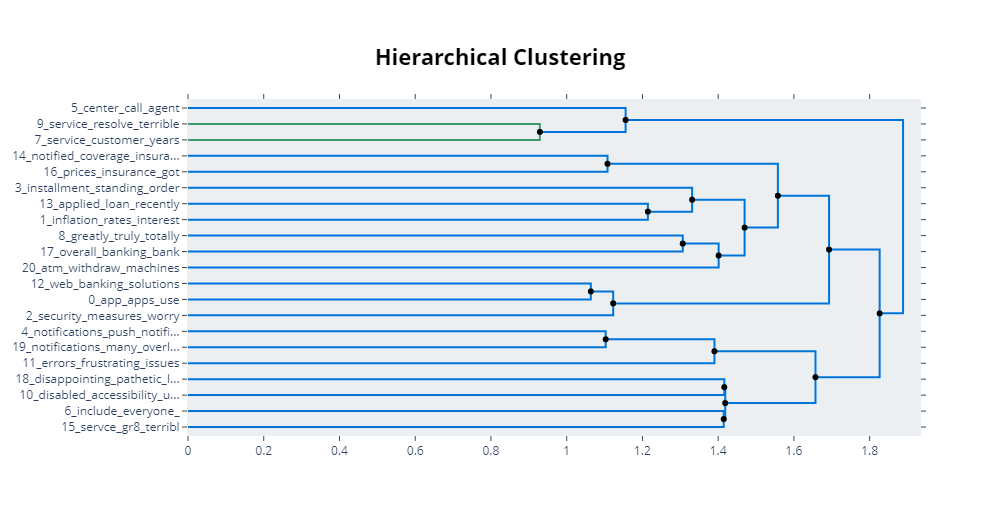 Hierarchical Clustering
5_center_call_agent
9_service_resolve_terrible
7_service_customer_years
14_notified_coverage_insura...
16_prices_insurance_got
3_installment_standing_order
13_applied_loan_recently
1_inflation_rates_interest
8_greatly_truly_totally
17_overall_banking_bank
20_atm_withdraw_machines
12_web_banking_solutions
0_app_apps_use
2_security_measures_worry
4_notifications_push_notifi...
19_notifications_many_overl...
11_errors_frustrating_issues
18_disappointing_pathetic_l...
10_disabled_accessibility_u...
6_include_everyone_
15_servce_gr8_terribl
0 0.2 0.4 0.6 0.8 1 1.2 1.4 1.6 1.8